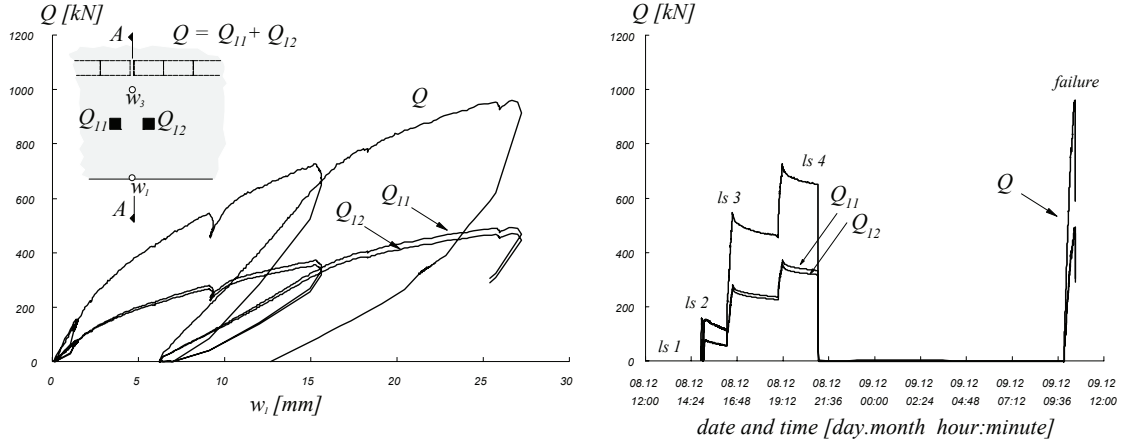 Q [kN]
1200
1000
800
600
400
200
0
A
Q = Q11 + Q12
w3
Q11
Q12
w1
A
Q
Q11
Q12
0 5 10 15 20 25 30
w1 [mm]
Q [kN]
1200
1000
800
600
400
200
0
failure
ls 4
ls 3
Q11
Q12
Q
ls 2
ls 1
08.12 08.12 08.12 08.12 08.12 09.12 09.12 09.12 09.12 09.12 09.12
12:00 14:24 16:48 19:12 21:36 00:00 02:24 04:48 07:12 09:36 12:00
date and time [day.month hour:minute]